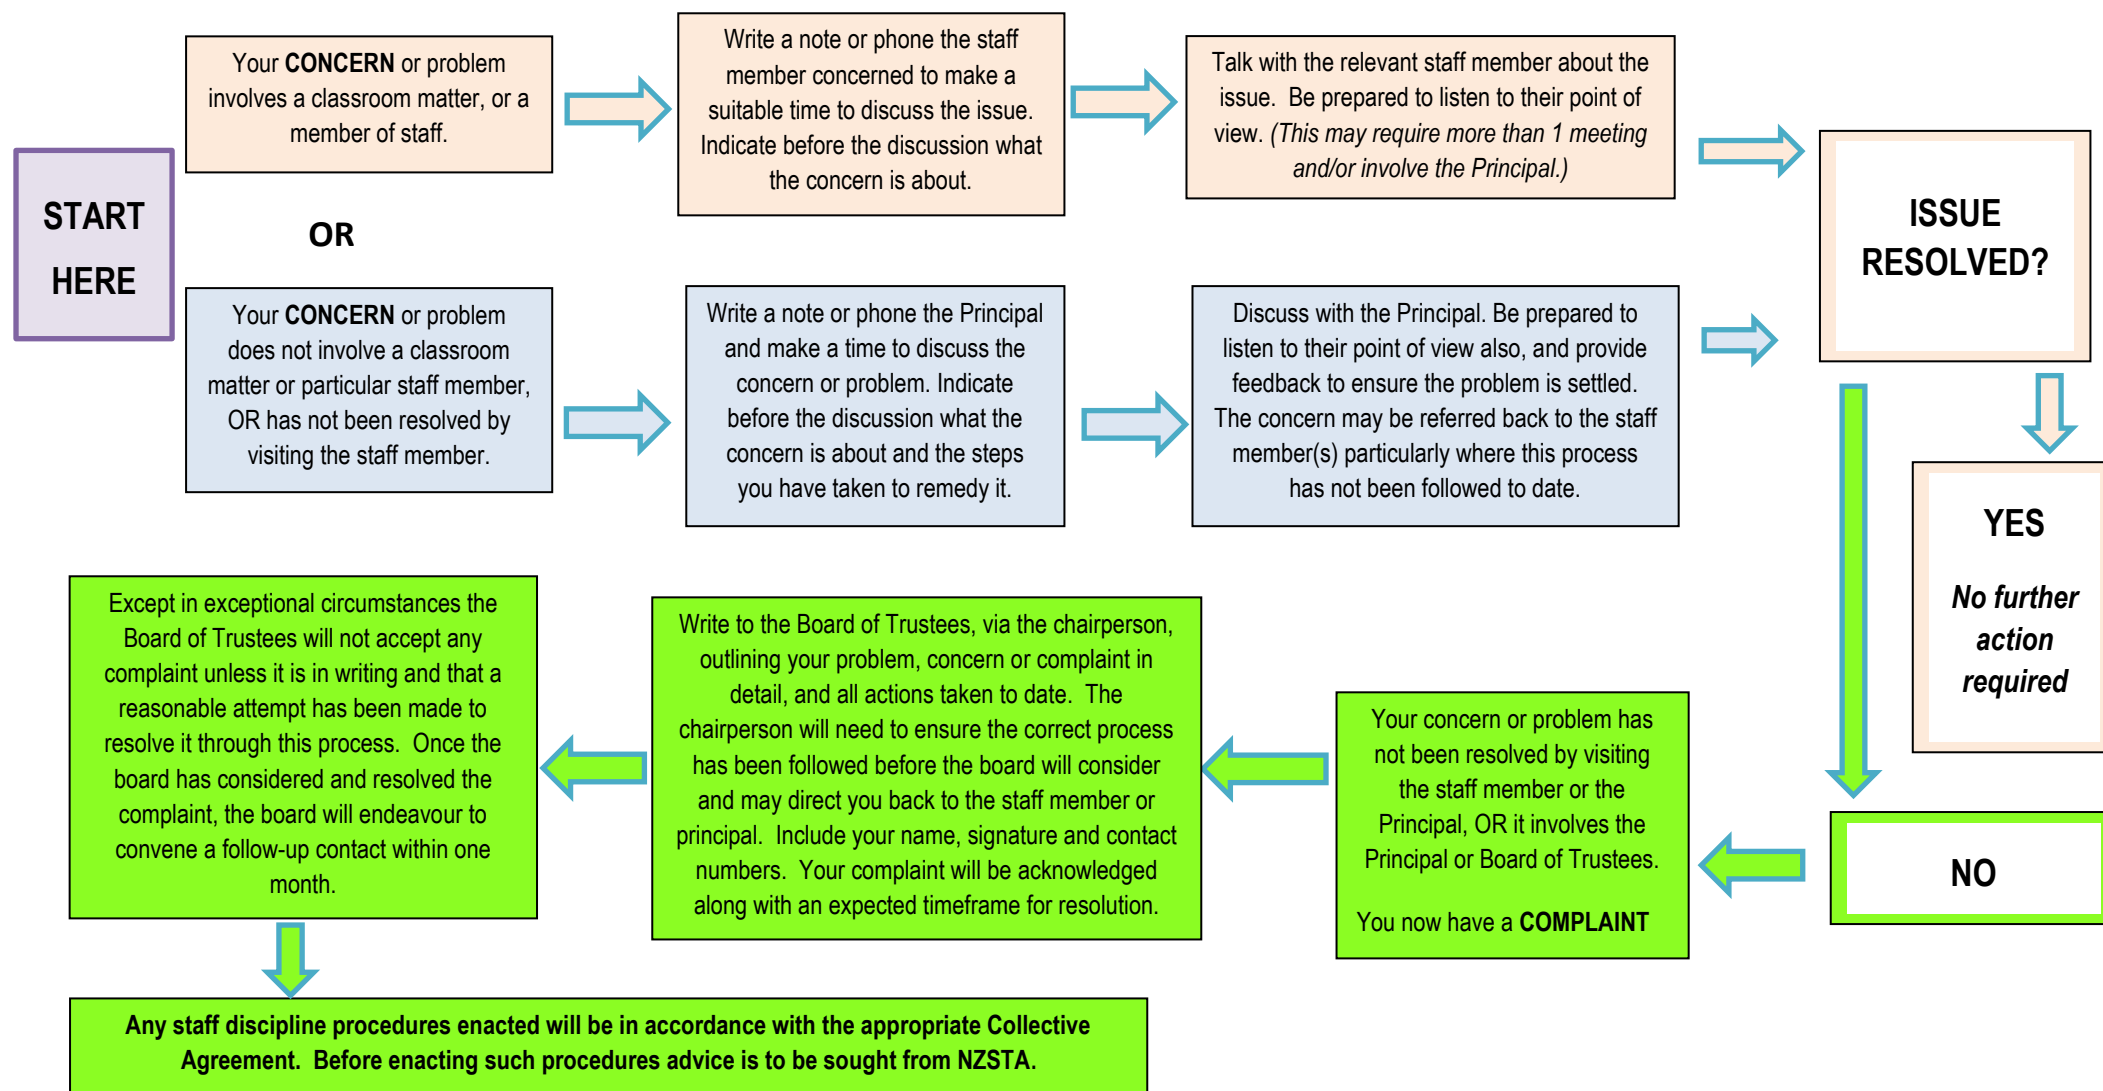 START
HERE
Your CONCERN or problem
involves a classroom matter, or a
member of staff.
Write a note or phone the staff
member concerned to make a
suitable time to discuss the issue.
Indicate before the discussion what
the concern is about.
Talk with the relevant staff member about the
issue.  Be prepared to listen to their point of
view. (This may require more than 1 meeting
and/or involve the Principal.)
OR
Your CONCERN or problem
does not involve a classroom
matter or particular staff member,
OR has not been resolved by
visiting the staff member.
Write a note or phone the Principal
and make a time to discuss the
concern or problem. Indicate
before the discussion what the
concern is about and the steps
you have taken to remedy it.
Discuss with the Principal. Be prepared to
listen to their point of view also, and provide
feedback to ensure the problem is settled.
The concern may be referred back to the staff
member(s) particularly where this process
has not been followed to date.
ISSUE
RESOLVED?
YES
No further
action
required
NO
Your concern or problem has
not been resolved by visiting
the staff member or the
Principal, OR it involves the
Principal or Board of Trustees.
You now have a COMPLAINT
Write to the Board of Trustees, via the chairperson,
outlining your problem, concern or complaint in
detail, and all actions taken to date.  The
chairperson will need to ensure the correct process
has been followed before the board will consider
and may direct you back to the staff member or
principal.  Include your name, signature and contact
numbers.  Your complaint will be acknowledged
along with an expected timeframe for resolution.
Except in exceptional circumstances the
Board of Trustees will not accept any
complaint unless it is in writing and that a
reasonable attempt has been made to
resolve it through this process.  Once the
board has considered and resolved the
complaint, the board will endeavour to
convene a follow-up contact within one
month.
Any staff discipline procedures enacted will be in accordance with the appropriate Collective
Agreement.  Before enacting such procedures advice is to be sought from NZSTA.